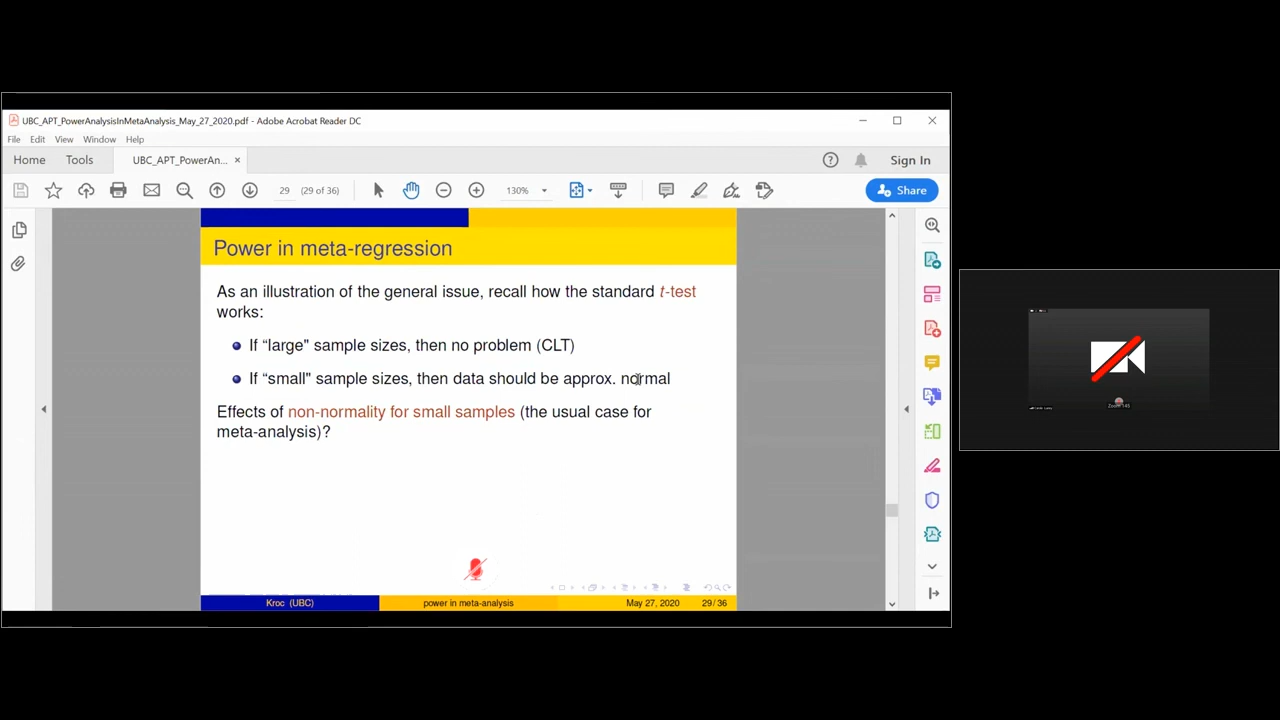 UBC_APT_PowerAnalysisInMetaAnalysis_May_27_2020.pdf - Adobe Acrobat Reader DC
File Edit View Window Help
Home Tools UBC_APT_PowerAn... × Sign In
29 (29 of 36) 130% Share
Power in meta-regression
As an illustration of the general issue, recall how the standard t-test
works:
If “large" sample sizes, then no problem (CLT)
If “small" sample sizes, then data should be approx. normal
Effects of non-normality for small samples (the usual case for
meta-analysis)?
Kroc (UBC) power in meta-analysis May 27, 2020 29/36